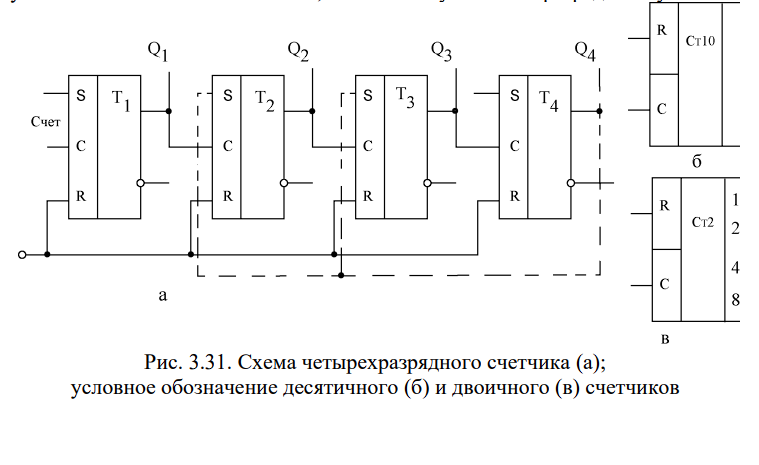 Q1 Q2 Q3 Q4
R Ст10
S T1 S T2 S T3 S T4
Счет
C C C C
C
б
R R R R
R 1
Ст2 2
4
C 8
а
в
Рис. 3.31. Схема четырехразрядного счетчика (а);
условное обозначение десятичного (б) и двоичного (в) счетчиков